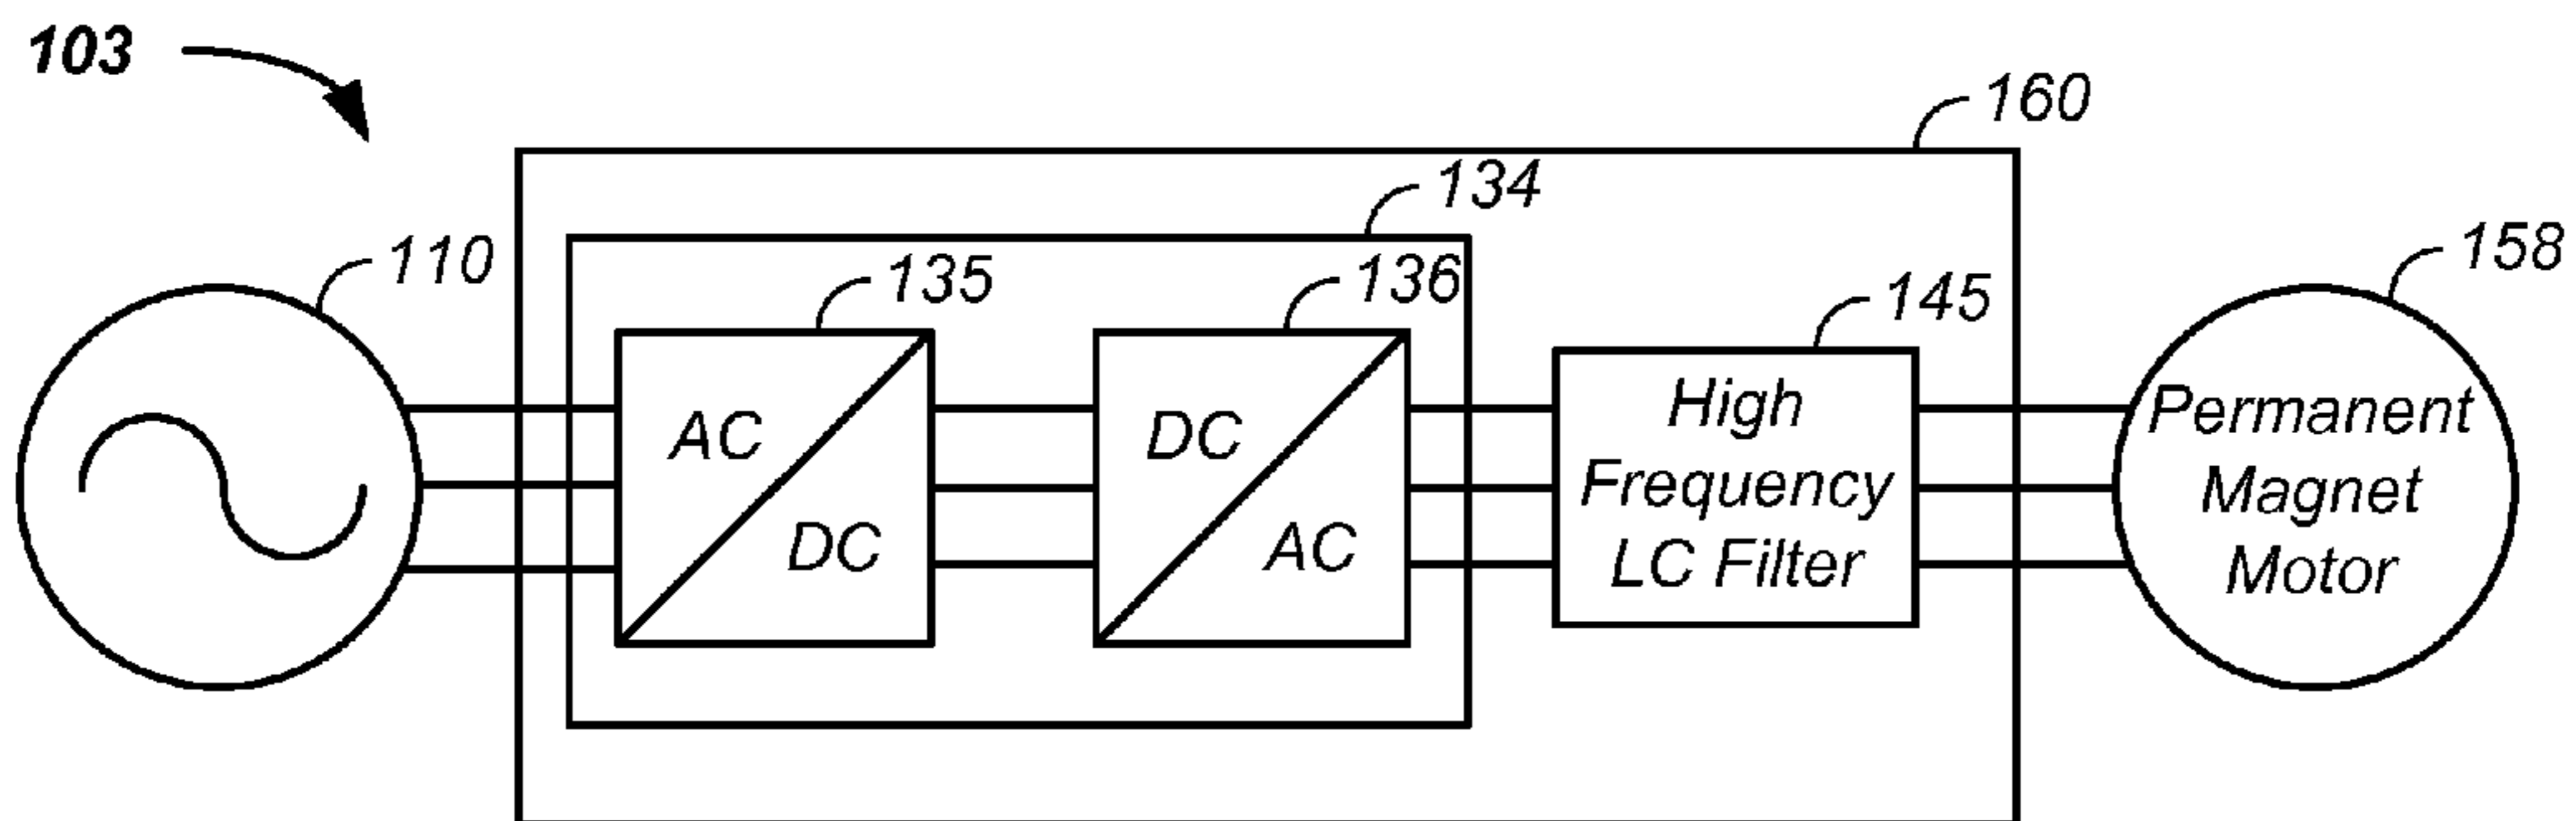 103
160
134
110
135
136
145
158
AC
DC
DC
AC
High
Frequency
LC Filter
Permanent
Magnet
Motor